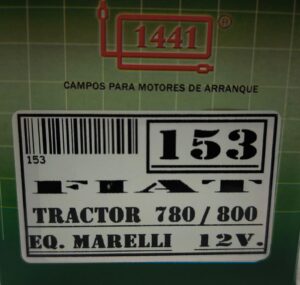 1441
CAMPOS PARA MOTORES DE ARRANQUE
153
153
FIAT
TRACTOR 780 / 800
EQ. MARELLI 12V.